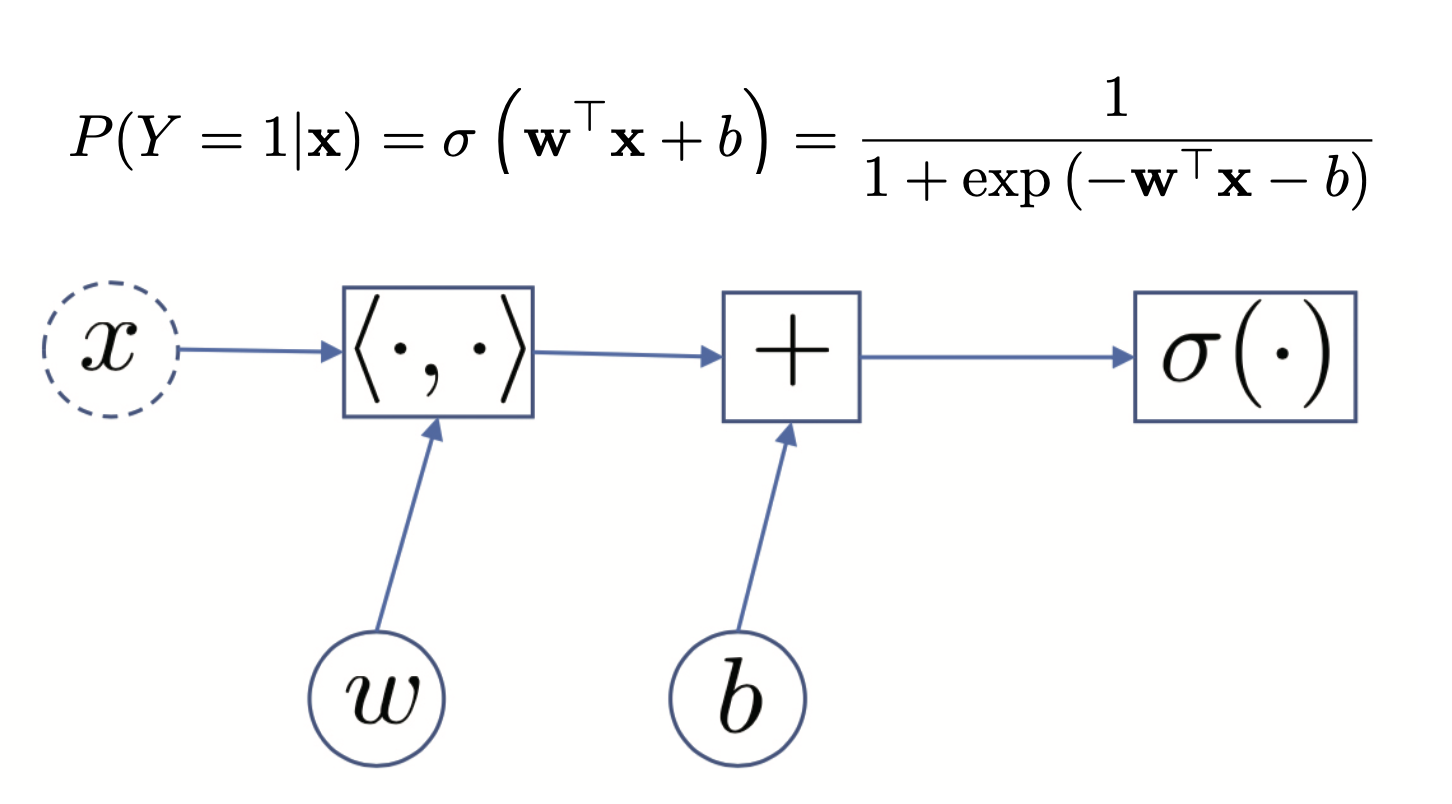 P(Y = 1|𝐱) = σ (𝐰⊤𝐱 + b) = 1 / (1 + exp (−𝐰⊤𝐱 − b))
x ⟨·, ·⟩ + σ(·)
w b